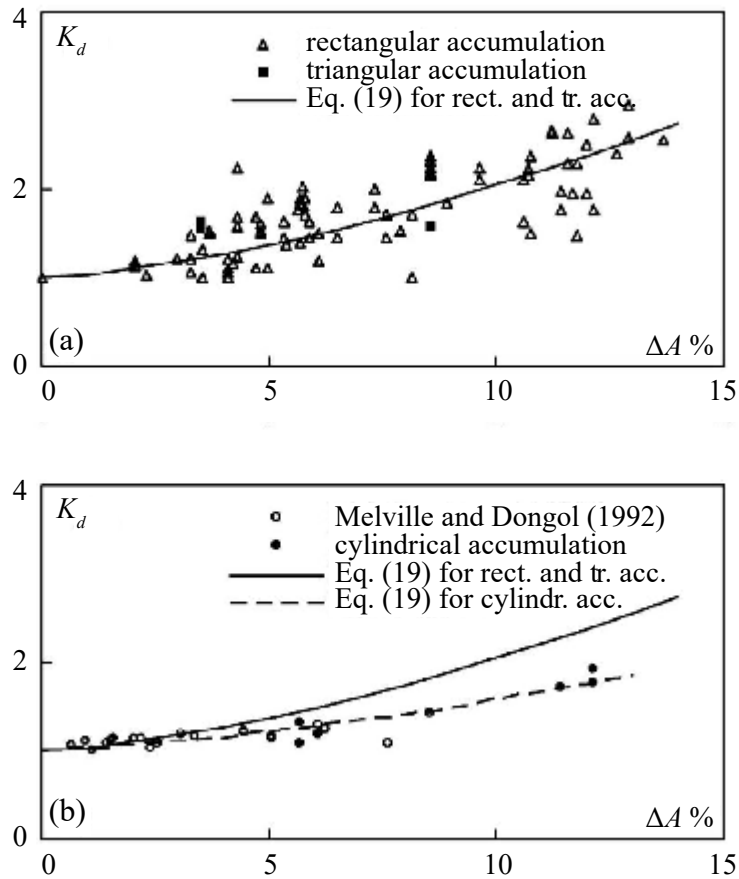 4
K_d
rectangular accumulation
triangular accumulation
Eq. (19) for rect. and tr. acc.
2
(a)
ΔA %
0
0 5 10 15
4
K_d
Melville and Dongol (1992)
cylindrical accumulation
Eq. (19) for rect. and tr. acc.
Eq. (19) for cylindr. acc.
2
(b)
ΔA %
0
0 5 10 15